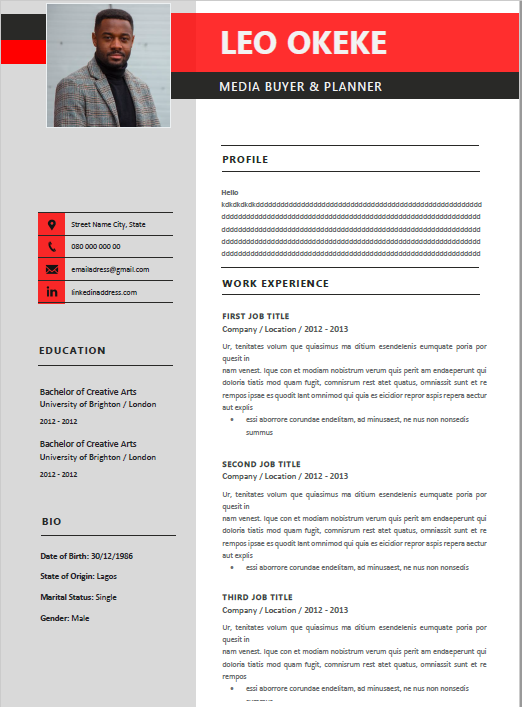 LEO OKEKE
MEDIA BUYER & PLANNER
Street Name City, State
080 000 000 00
emailadress@gmail.com
in linkedinaddress.com
EDUCATION
Bachelor of Creative Arts
University of Brighton / London
2012 - 2012
Bachelor of Creative Arts
University of Brighton / London
2012 - 2012
BIO
Date of Birth: 30/12/1986
State of Origin: Lagos
Marital Status: Single
Gender: Male
PROFILE
Hello
kdkdkdkdkddddddddddddddddddddddddddddddddddddddddddddddddddd
dddddddddddddddddddddddddddddddddddddddddddddddddddddddddddd
dddddddddddddddddddddddddddddddddddddddddddddddddddddddddddd
dddddddddddddddddddddddddddddddddddddddddddddddddddddddddddd
dddddddddddddddddddddddddddddddddddddddddddddddddddddddddddd
WORK EXPERIENCE
FIRST JOB TITLE
Company / Location / 2012 - 2013
Ur, tenitates volum que quiasimus ma ditium esendelenis eumquate poria por
quesit in
nam venest. Ique con et modiam nobistrum verum quis perit am endaeperunt qui
doloria tiatis mod quam fugit, comnisrum rest atet quatus, omnissit sunt et re
rempores ipsae es quodit lant omnimod qui quia es eicidior repror aspis repera aectur
aut explis
• essi aborrore corundae endelitam, ad minusaest, ne nus non nonsedis
summus
SECOND JOB TITLE
Company / Location / 2012 - 2013
Ur, tenitates volum que quiasimus ma ditium esendelenis eumquate poria por
quesit in
nam venest. Ique con et modiam nobistrum verum quis perit am endaeperunt qui
doloria tiatis mod quam fugit, comnisrum rest atet quatus, omnissit sunt et re
rempores ipsae es quodit lant omnimod qui quia es eicidior repror aspis repera aectur
aut explis
• essi aborrore corundae endelitam, ad minusaest, ne nus non nonsedis
THIRD JOB TITLE
Company / Location / 2012 - 2013
Ur, tenitates volum que quiasimus ma ditium esendelenis eumquate poria por
quesit in
nam venest. Ique con et modiam nobistrum verum quis perit am endaeperunt qui
doloria tiatis mod quam fugit, comnisrum rest atet quatus, omnissit sunt et re
rempos
• essi aborrore corundae endelitam, ad minusaest, ne nus non nonsedis